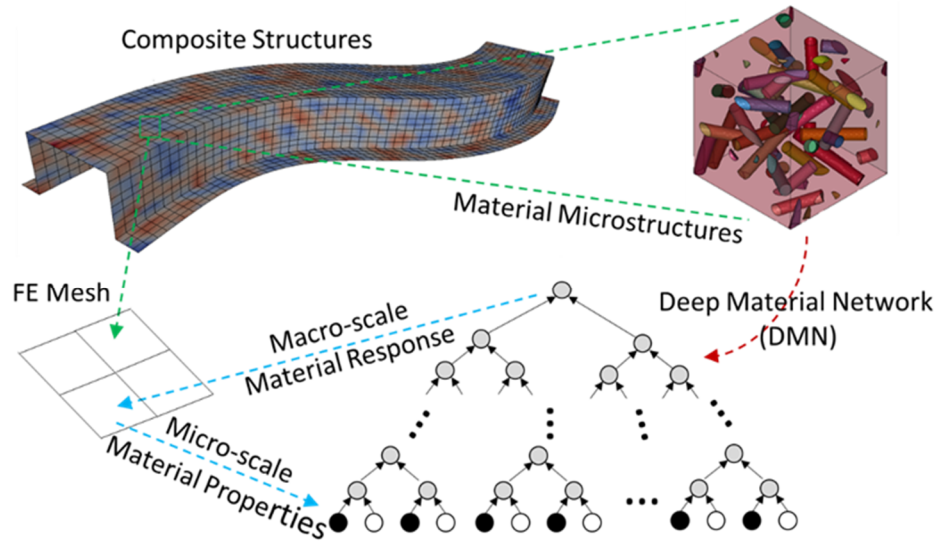 Composite Structures
Material Microstructures
FE Mesh
Deep Material Network
(DMN)
Macro-scale
Material Response
Micro-scale
Material Properties